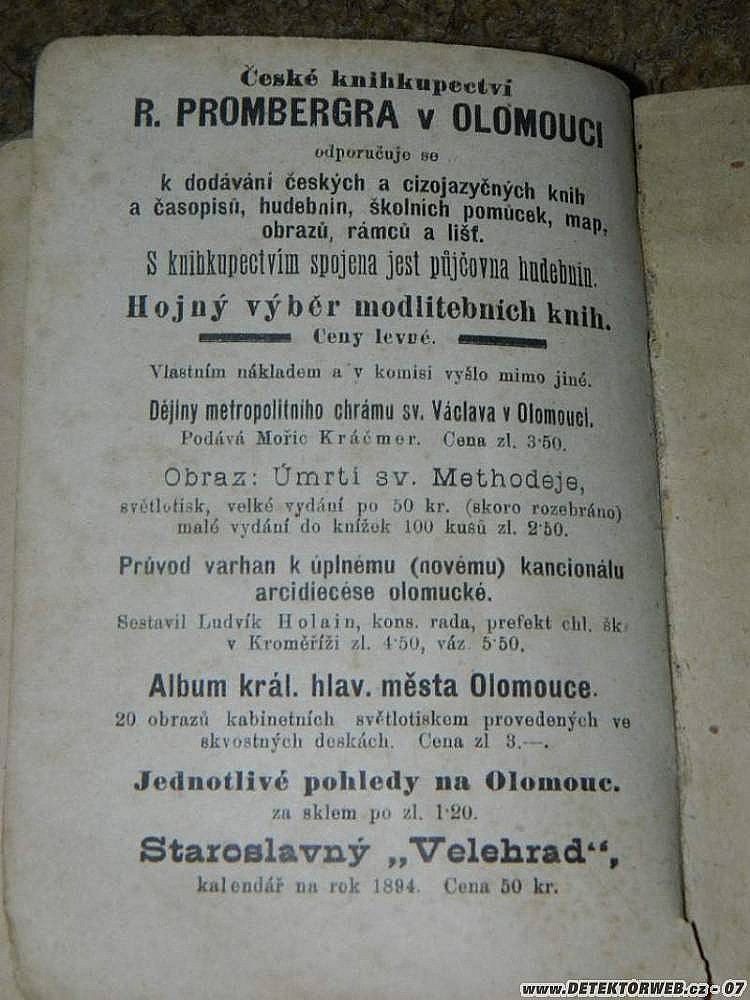 České knihkupectví
R. PROMBERGRA v OLOMOUCI
odporučuje se
k dodávání českých a cizojazyčných knih
a časopisů, hudebnin, školních pomůcek, map,
obrazů, rámců a lišť.
S knihkupectvím spojena jest půjčovna hudebnin.
Hojný výběr modlitebních knih.
Ceny levné.
Vlastním nákladem a v komisi vyšlo mimo jiné.
Dějiny metropolitního chrámu sv. Václava v Olomouci.
Podává Mořic Kráčmer. Cena zl. 3·50.
Obraz: Úmrtí sv. Methoděje,
světlotisk, velké vydání po 50 kr. (skoro rozebráno)
malé vydání do knížek 100 kusů zl. 2·50.
Průvod varhan k úplnému (novému) kancionálu
arcidiecése olomucké.
Sestavil Ludvík Holain, kons. rada, prefekt chl. šk.
v Kroměříži zl. 4·50, váz. 5·50.
Album král. hlav. města Olomouce.
20 obrazů kabinetních světlotiskem provedených ve
skvostných deskách. Cena zl 3.—.
Jednotlivé pohledy na Olomouc.
za sklem po zl. 1·20.
Staroslavný „Velehrad“,
kalendář na rok 1894. Cena 50 kr.
www.DETEKTORWEB.cz - 07